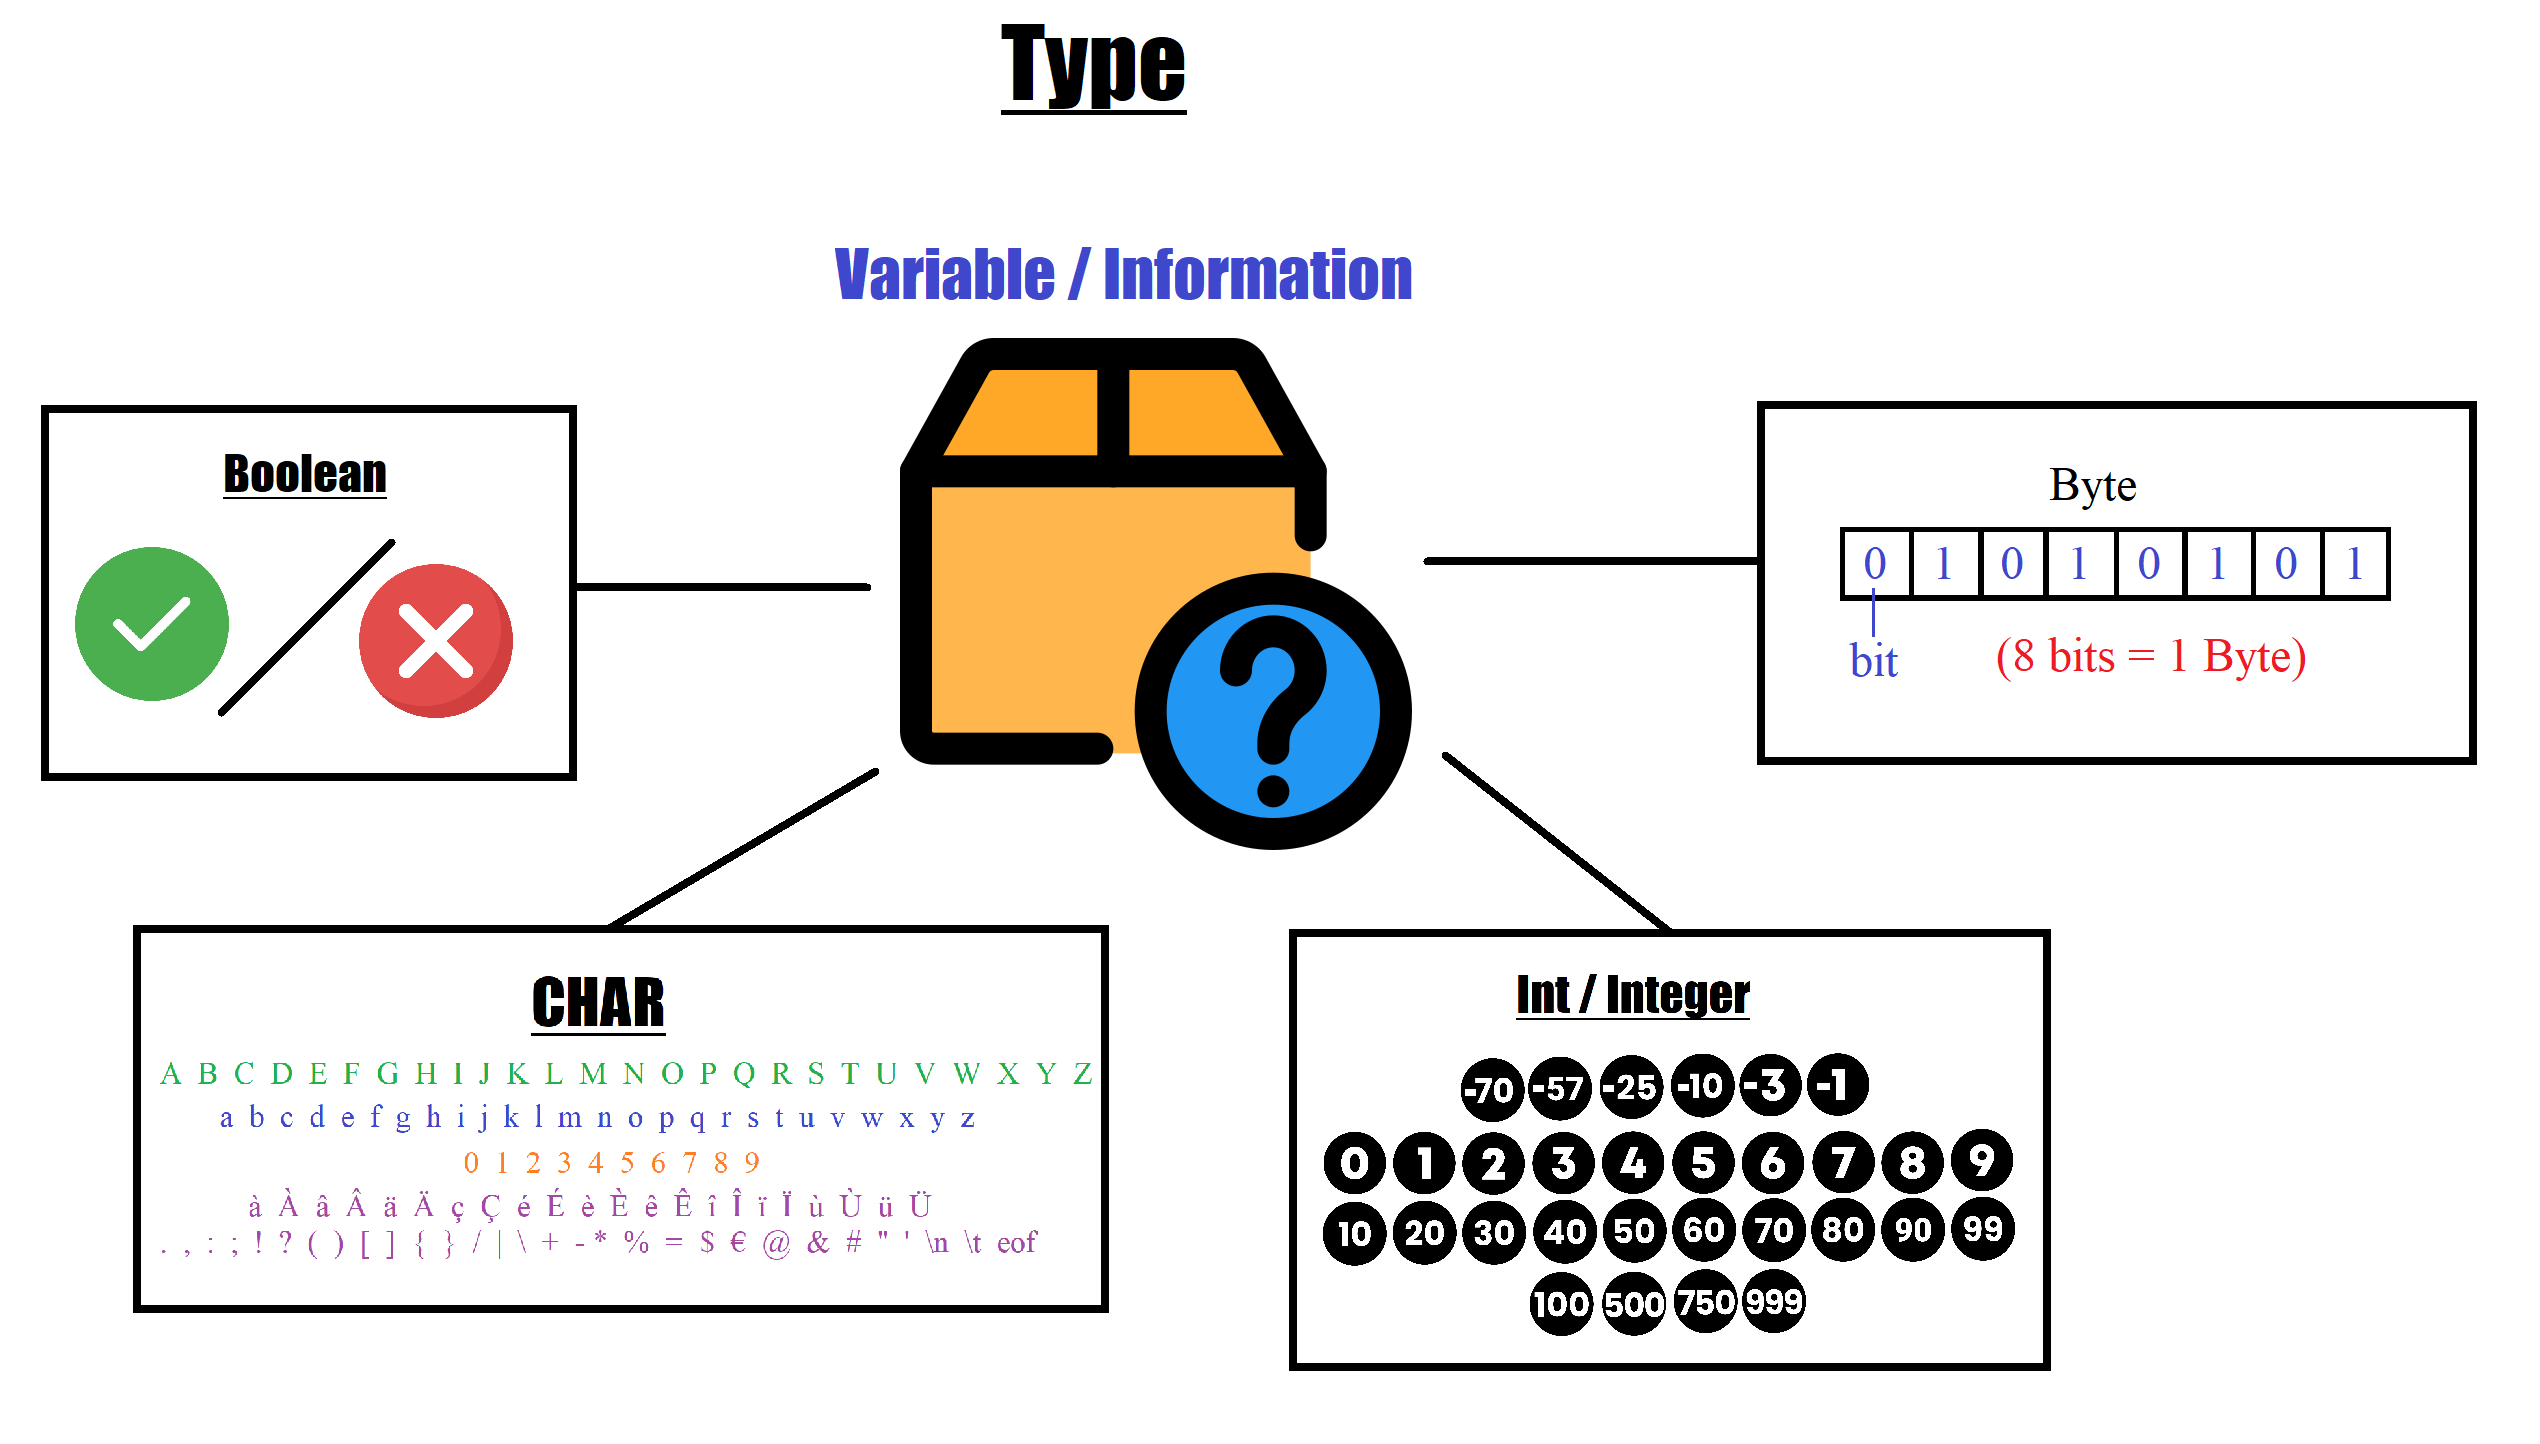 Type
Variable / Information
Boolean
Byte
0 1 0 1 0 1 0 1
bit
(8 bits = 1 Byte)
CHAR
A B C D E F G H I J K L M N O P Q R S T U V W X Y Z
a b c d e f g h i j k l m n o p q r s t u v w x y z
0 1 2 3 4 5 6 7 8 9
à À â Â ä Ä ç Ç é É è È ê Ê î Î ï Ï ù Ù ü Ü
. , : ; ! ? ( ) [ ] { } / | \ + - * % = $ € @ & # " ' \n \t eof
Int / Integer
-70 -57 -25 -10 -3 -1
0 1 2 3 4 5 6 7 8 9
10 20 30 40 50 60 70 80 90 99
100 500 750 999